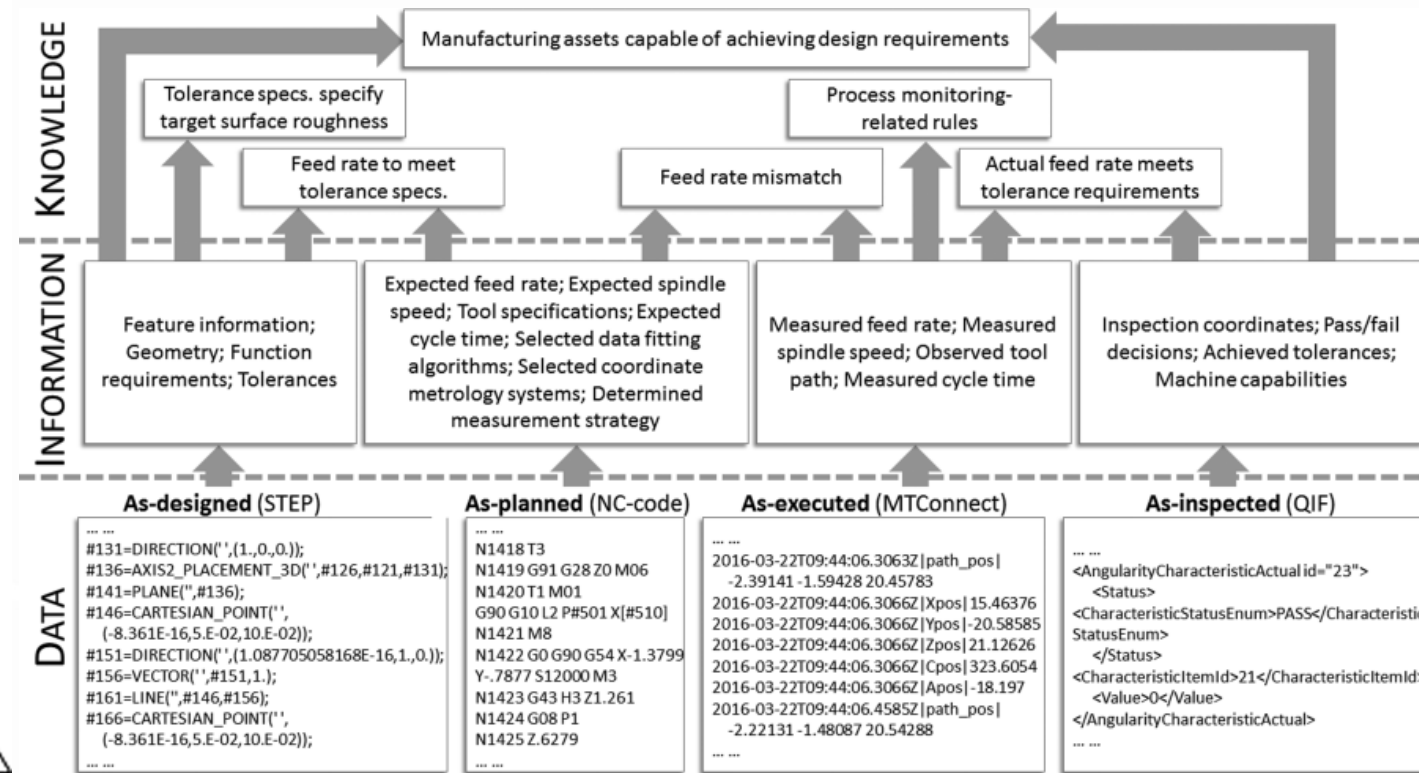 KNOWLEDGE
Manufacturing assets capable of achieving design requirements
Tolerance specs. specify
target surface roughness
Process monitoring-
related rules
Feed rate to meet
tolerance specs.
Feed rate mismatch
Actual feed rate meets
tolerance requirements
INFORMATION
Feature information;
Geometry; Function
requirements; Tolerances
Expected feed rate; Expected spindle
speed; Tool specifications; Expected
cycle time; Selected data fitting
algorithms; Selected coordinate
metrology systems; Determined
measurement strategy
Measured feed rate; Measured
spindle speed; Observed tool
path; Measured cycle time
Inspection coordinates; Pass/fail
decisions; Achieved tolerances;
Machine capabilities
DATA
As-designed (STEP)
... ...
#131=DIRECTION(' ',(1.,0.,0.));
#136=AXIS2_PLACEMENT_3D(' ',#126,#121,#131);
#141=PLANE('',#136);
#146=CARTESIAN_POINT(' ',
(-8.361E-16,5.E-02,10.E-02));
#151=DIRECTION(' ',(1.087705058168E-16,1.,0.));
#156=VECTOR(' ',#151,1.);
#161=LINE('',#146,#156);
#166=CARTESIAN_POINT(' ',
(-8.361E-16,5.E-02,10.E-02));
... ...
As-planned (NC-code)
... ...
N1418 T3
N1419 G91 G28 Z0 M06
N1420 T1 M01
G90 G10 L2 P#501 X[#510]
N1421 M8
N1422 G0 G90 G54 X-1.3799
Y-.7877 S12000 M3
N1423 G43 H3 Z1.261
N1424 G08 P1
N1425 Z.6279
... ...
As-executed (MTConnect)
... ...
2016-03-22T09:44:06.3063Z|path_pos|
-2.39141 -1.59428 20.45783
2016-03-22T09:44:06.3066Z|Xpos|15.46376
2016-03-22T09:44:06.3066Z|Ypos|-20.58585
2016-03-22T09:44:06.3066Z|Zpos|21.12626
2016-03-22T09:44:06.3066Z|Cpos|323.6054
2016-03-22T09:44:06.3066Z|Apos|-18.197
2016-03-22T09:44:06.4585Z|path_pos|
-2.22131 -1.48087 20.54288
... ...
As-inspected (QIF)
... ...
<AngularityCharacteristicActual id="23">
<Status>
<CharacteristicStatusEnum>PASS</Characteristic
StatusEnum>
</Status>
<CharacteristicItemId>21</CharacteristicItemId>
<Value>0</Value>
</AngularityCharacteristicActual>
... ...